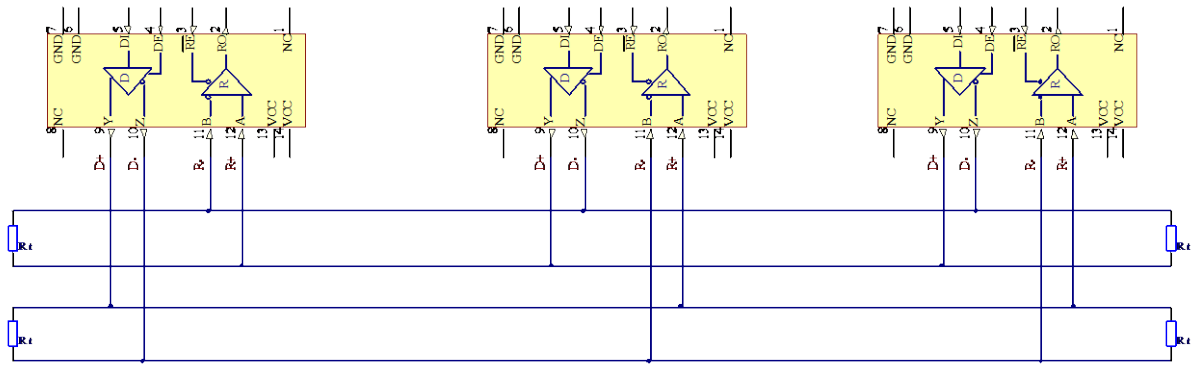 7 6 5 4 3 2 1
GND GND DI DE RE RO NC
D R
NC Y Z B A VCC VCC
8 9 10 11 12 13 14
D+ D- R- R+
7 6 5 4 3 2 1
GND GND DI DE RE RO NC
D R
NC Y Z B A VCC VCC
8 9 10 11 12 13 14
D+ D- R- R+
7 6 5 4 3 2 1
GND GND DI DE RE RO NC
D R
NC Y Z B A VCC VCC
8 9 10 11 12 13 14
D+ D- R- R+
Rt
Rt
Rt
Rt